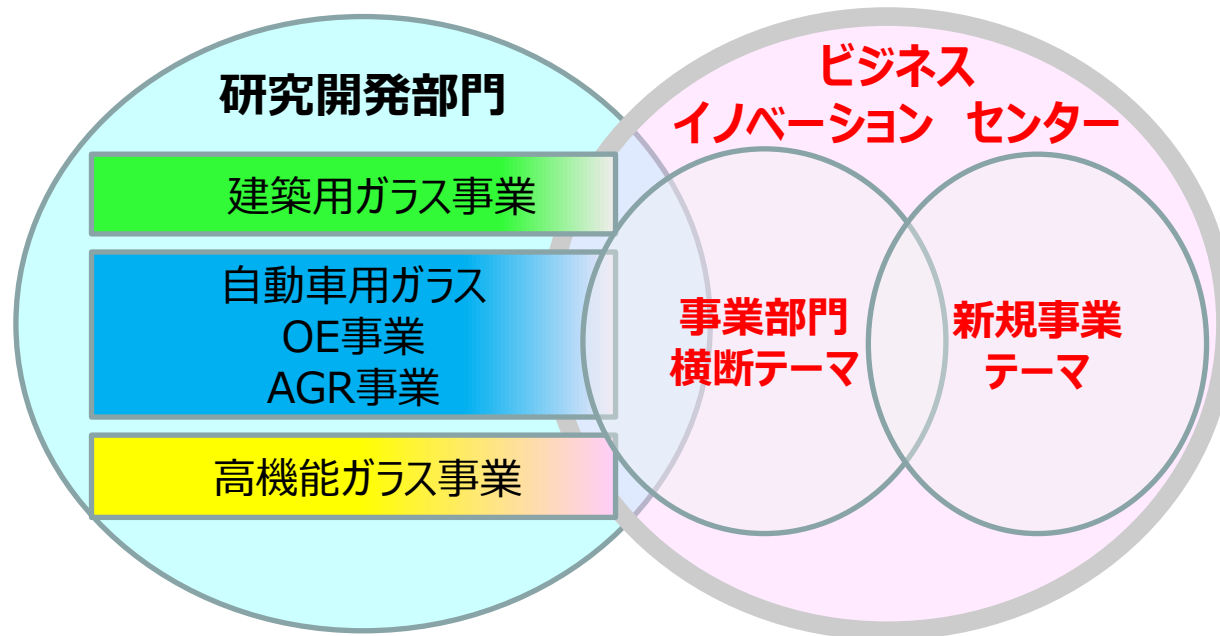 研究開発部門
ビジネス
イノベーション センター
建築用ガラス事業
自動車用ガラス
OE事業
AGR事業
高機能ガラス事業
事業部門
横断テーマ
新規事業
テーマ